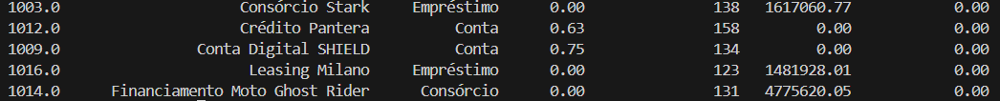 1003.0 Consórcio Stark Empréstimo 0.00 138 1617060.77 0.00
1012.0 Crédito Pantera Conta 0.63 158 0.00 0.00
1009.0 Conta Digital SHIELD Conta 0.75 134 0.00 0.00
1016.0 Leasing Milano Empréstimo 0.00 123 1481928.01 0.00
1014.0 Financiamento Moto Ghost Rider Consórcio 0.00 131 4775620.05 0.00